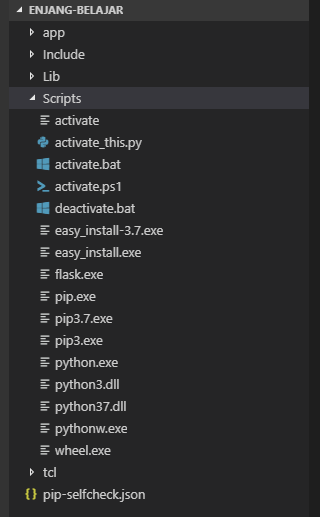 ENJANG-BELAJAR
app
Include
Lib
Scripts
activate
activate_this.py
activate.bat
activate.ps1
deactivate.bat
easy_install-3.7.exe
easy_install.exe
flask.exe
pip.exe
pip3.7.exe
pip3.exe
python.exe
python3.dll
python37.dll
pythonw.exe
wheel.exe
tcl
pip-selfcheck.json